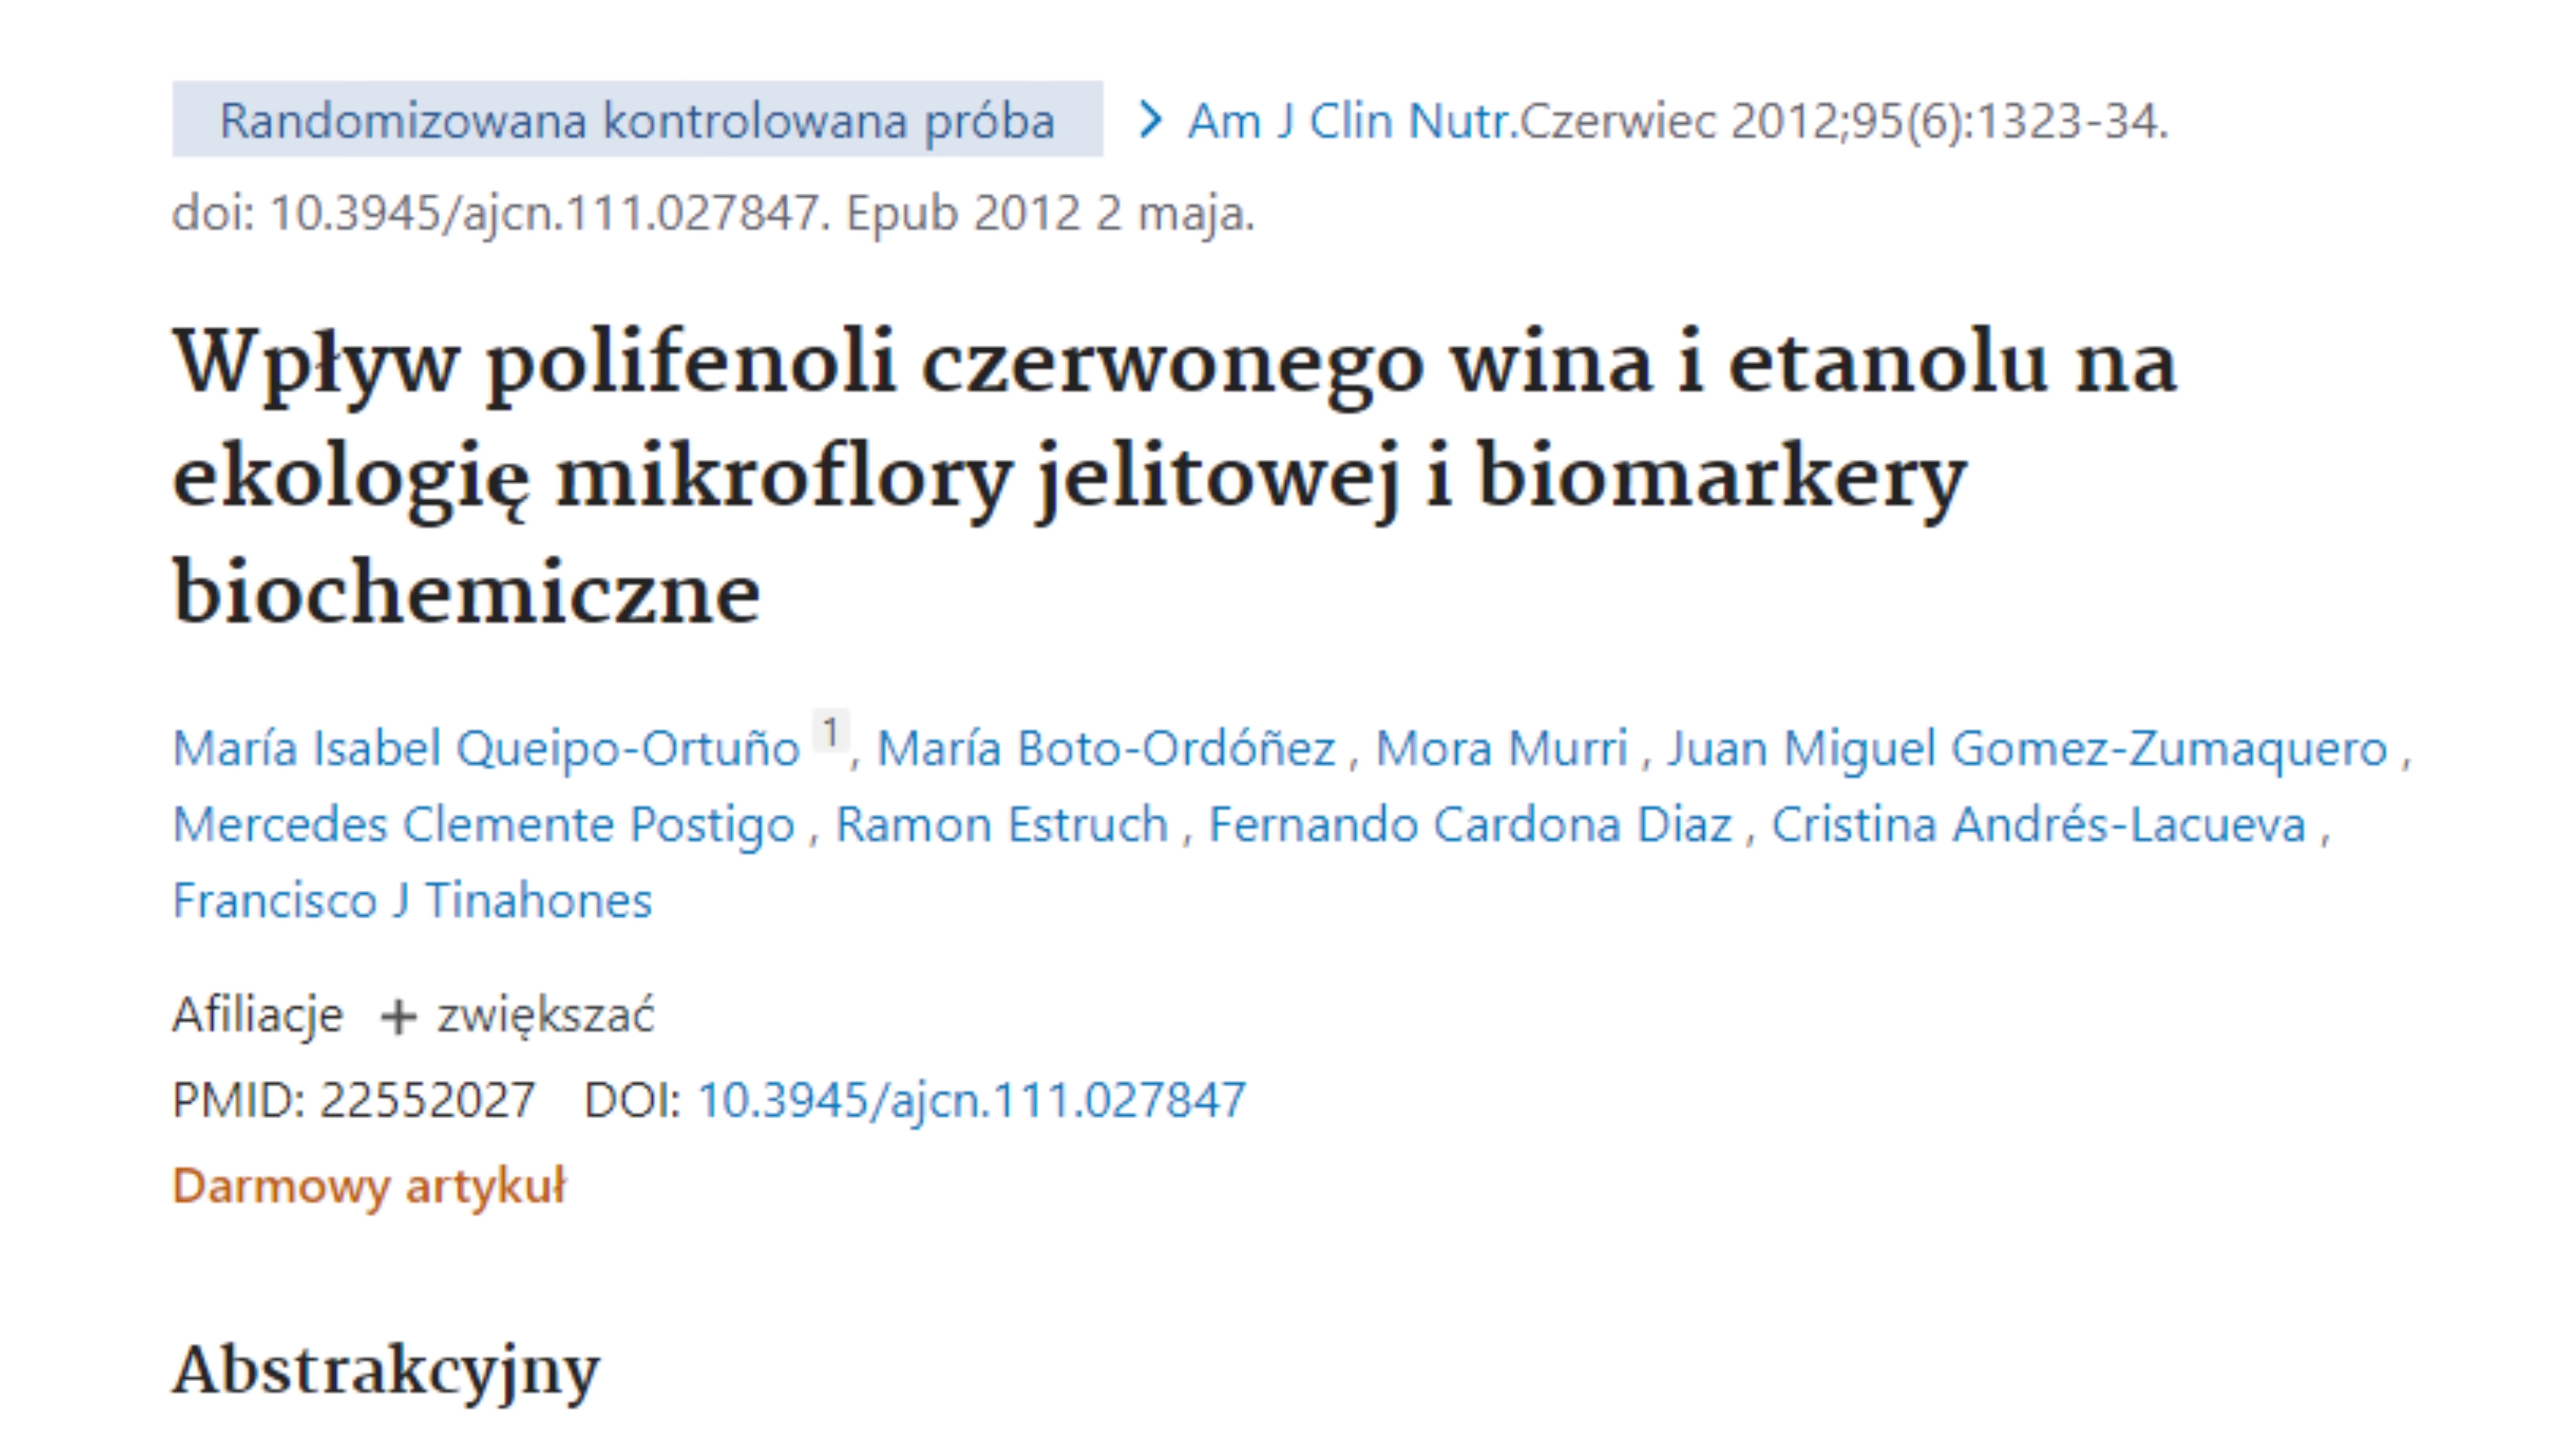 Randomizowana kontrolowana próba > Am J Clin Nutr.Czerwiec 2012;95(6):1323-34.
doi: 10.3945/ajcn.111.027847. Epub 2012 2 maja.
Wpływ polifenoli czerwonego wina i etanolu na
ekologię mikroflory jelitowej i biomarkery
biochemiczne
María Isabel Queipo-Ortuño 1 , María Boto-Ordóñez , Mora Murri , Juan Miguel Gomez-Zumaquero ,
Mercedes Clemente Postigo , Ramon Estruch , Fernando Cardona Diaz , Cristina Andrés-Lacueva ,
Francisco J Tinahones
Afiliacje + zwiększać
PMID: 22552027 DOI: 10.3945/ajcn.111.027847
Darmowy artykuł
Abstrakcyjny